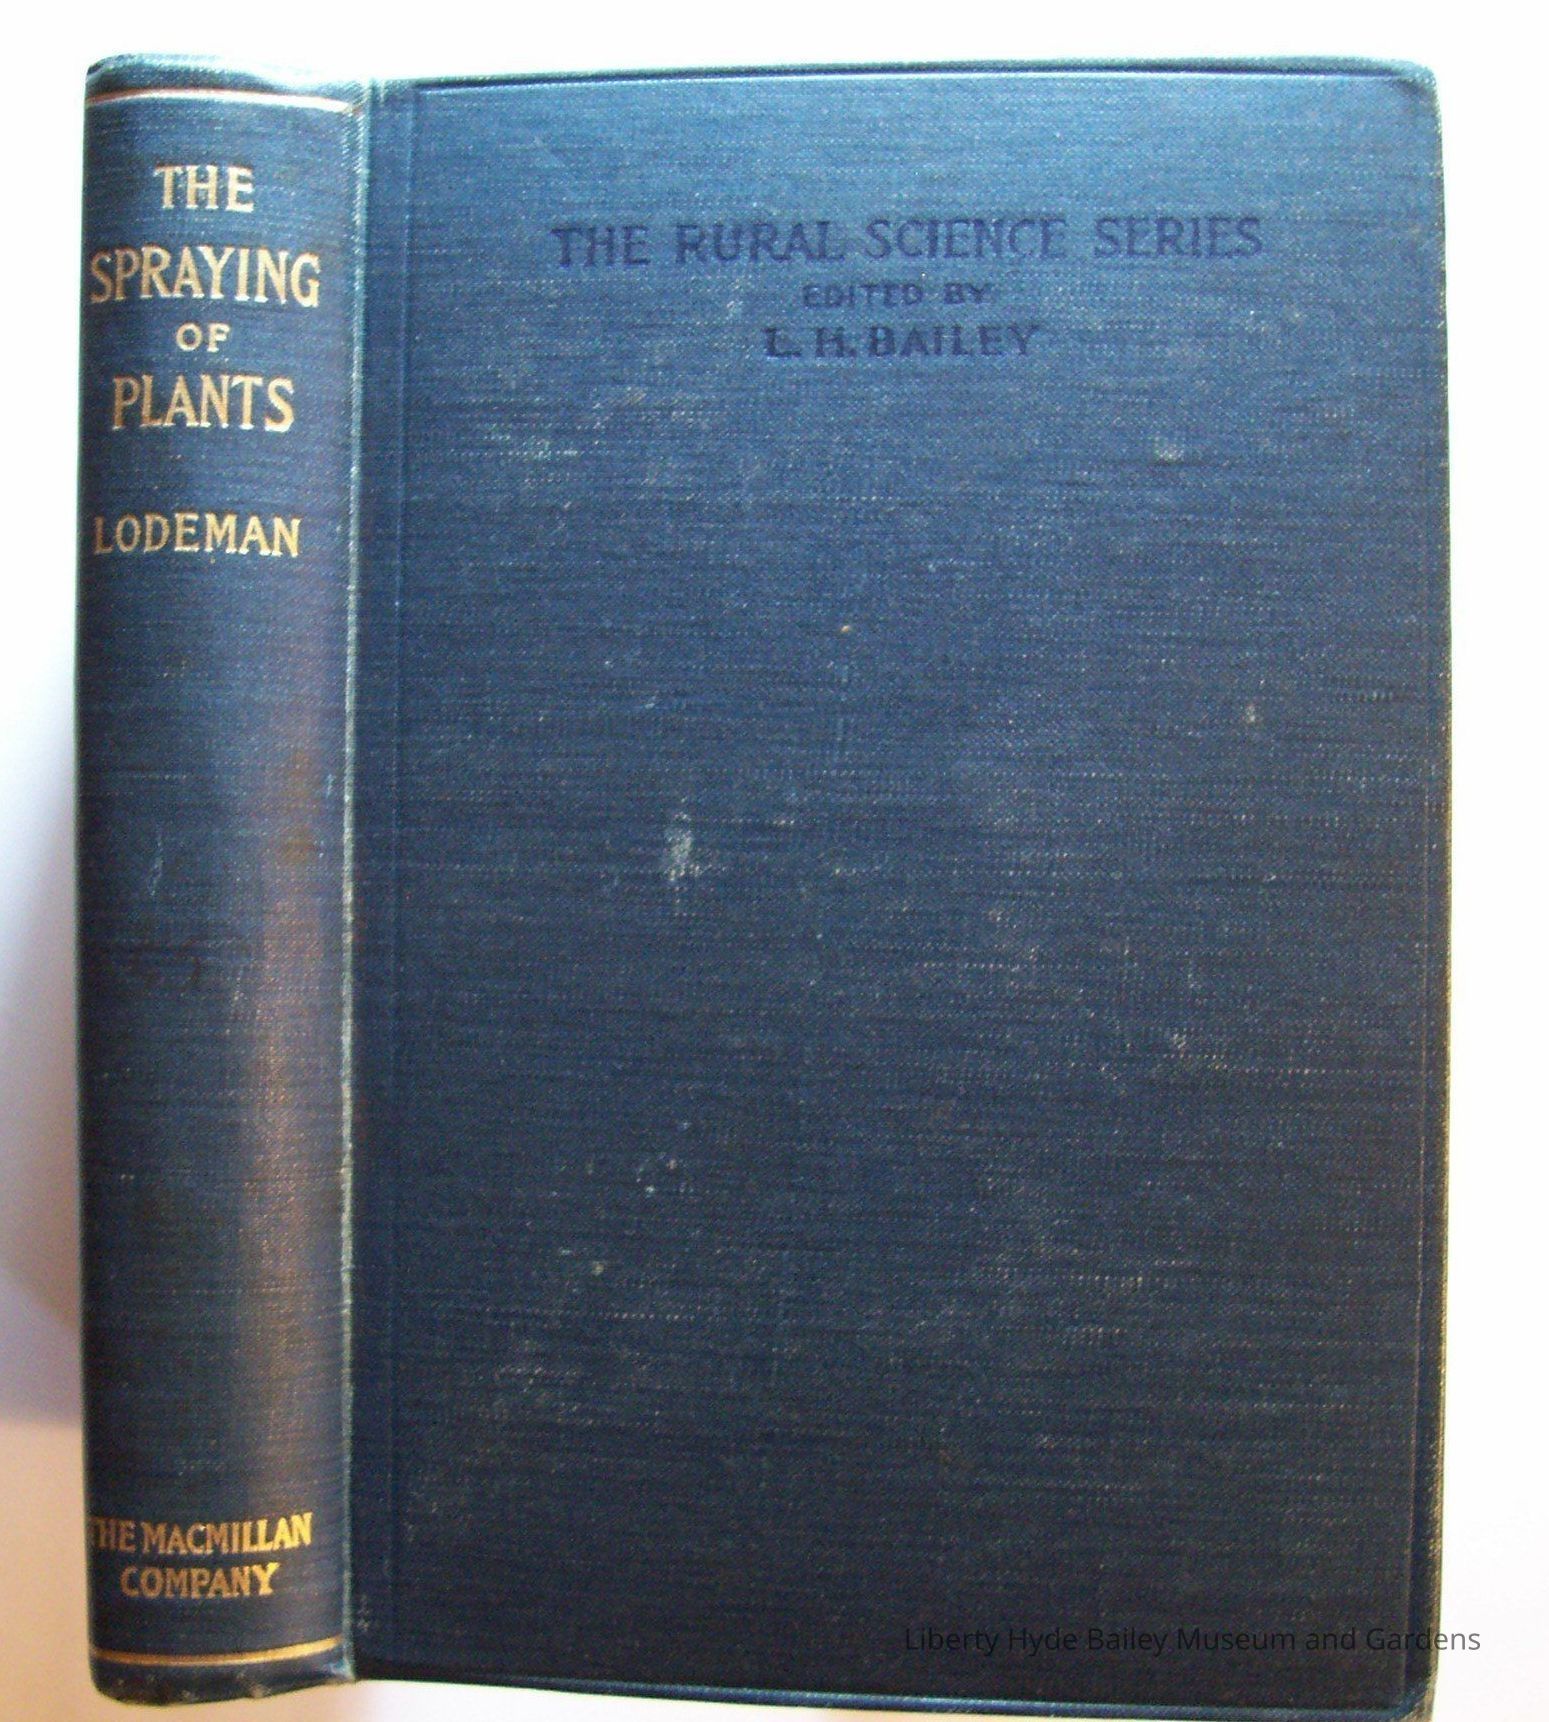 THE
SPRAYING
OF
PLANTS
LODEMAN
THE MACMILLAN
COMPANY
THE RURAL SCIENCE SERIES
EDITED BY
L. H. BAILEY
Liberty Hyde Bailey Museum and Gardens